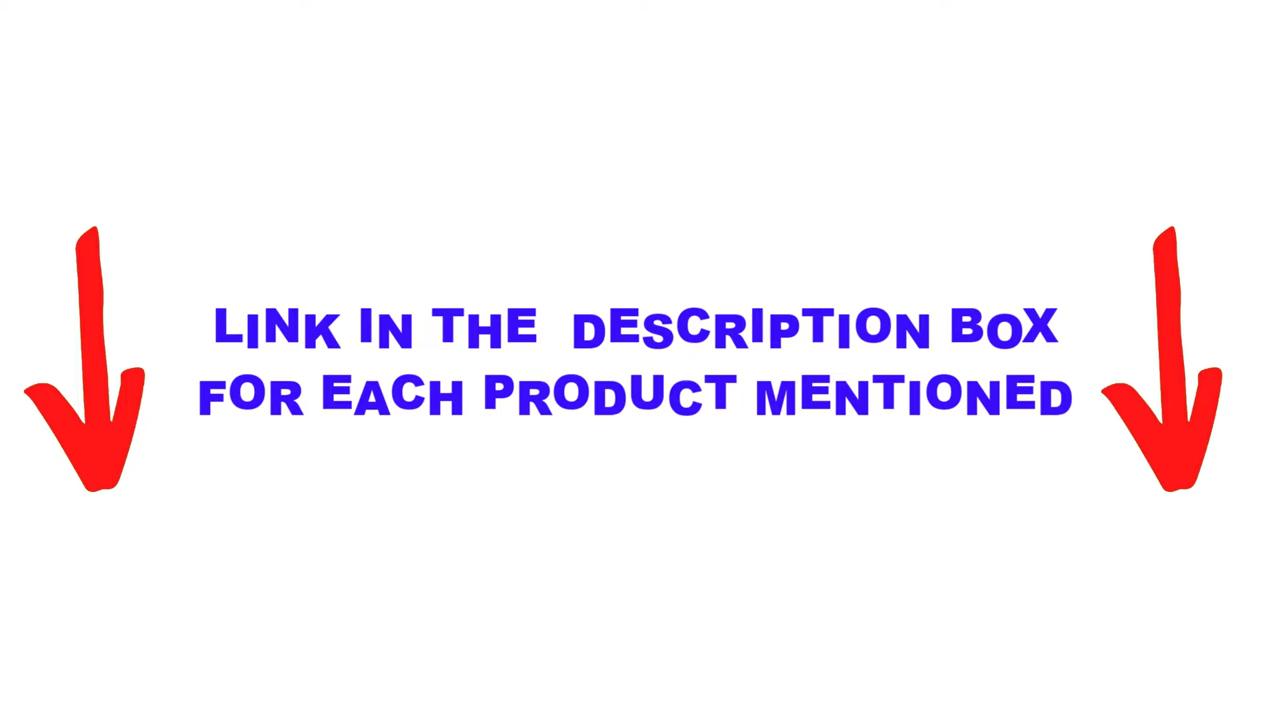 LINK IN THE DESCRIPTION BOX
FOR EACH PRODUCT MENTIONED